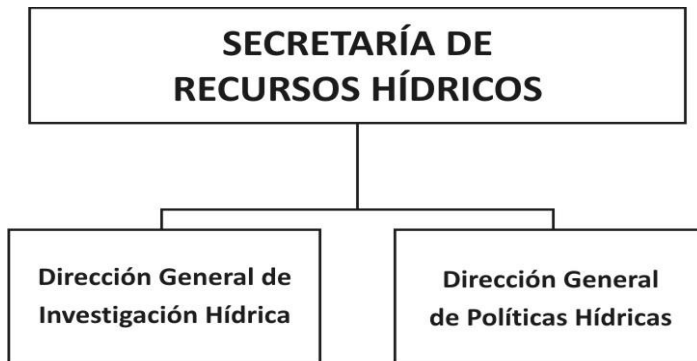 SECRETARÍA DE
RECURSOS HÍDRICOS
Dirección General de
Investigación Hídrica
Dirección General
de Políticas Hídricas